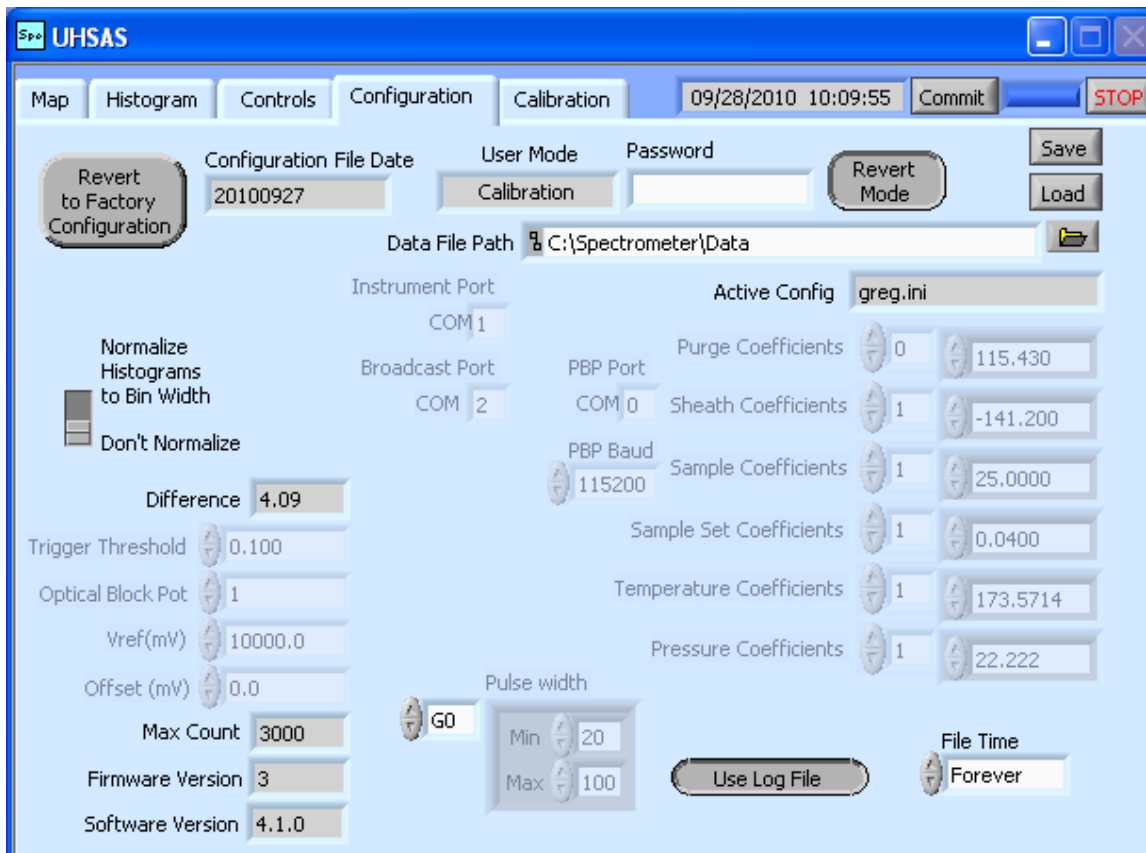 Spe UHSAS
Map Histogram Controls Configuration Calibration 09/28/2010 10:09:55 Commit STOP
Revert to Factory Configuration
Configuration File Date
20100927
User Mode
Calibration
Password
Revert Mode
Save
Load
Data File Path C:\Spectrometer\Data
Active Config greg.ini
Instrument Port
COM 1
Broadcast Port
COM 2
PBP Port
COM 0
PBP Baud
115200
Normalize
Histograms
to Bin Width
Don't Normalize
Purge Coefficients 0 115.430
Sheath Coefficients 1 -141.200
Sample Coefficients 1 25.0000
Sample Set Coefficients 1 0.0400
Temperature Coefficients 1 173.5714
Pressure Coefficients 1 22.222
Difference 4.09
Trigger Threshold 0.100
Optical Block Pot 1
Vref(mV) 10000.0
Offset (mV) 0.0
Max Count 3000
Firmware Version 3
Software Version 4.1.0
G0
Pulse width
Min 20
Max 100
Use Log File
File Time
Forever